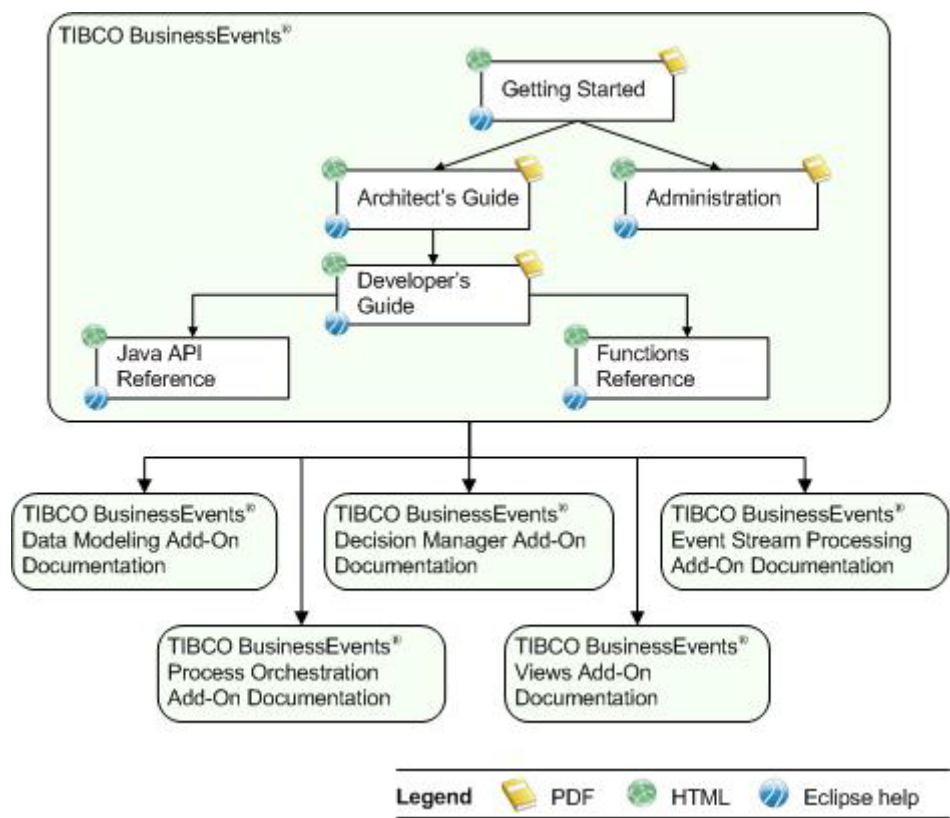 TIBCO BusinessEvents®
Getting Started
Architect's Guide
Administration
Developer's
Guide
Java API
Reference
Functions
Reference
TIBCO BusinessEvents®
Data Modeling Add-On
Documentation
TIBCO BusinessEvents®
Decision Manager Add-On
Documentation
TIBCO BusinessEvents®
Event Stream Processing
Add-On Documentation
TIBCO BusinessEvents®
Process Orchestration
Add-On Documentation
TIBCO BusinessEvents®
Views Add-On
Documentation
Legend PDF HTML Eclipse help